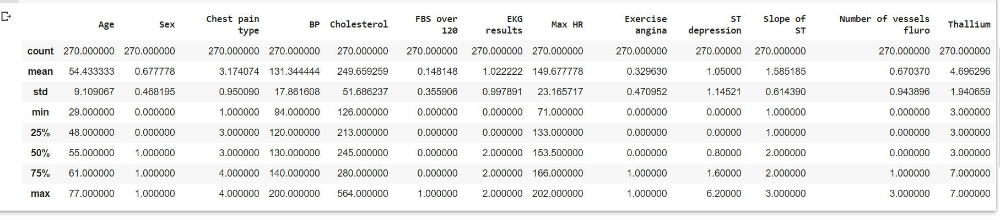 Age Sex Chest pain type BP Cholesterol FBS over 120 EKG results Max HR Exercise angina ST depression Slope of ST Number of vessels fluro Thallium
count 270.000000 270.000000 270.000000 270.000000 270.000000 270.000000 270.000000 270.000000 270.000000 270.00000 270.000000 270.000000 270.000000
mean 54.433333 0.677778 3.174074 131.344444 249.659259 0.148148 1.022222 149.677778 0.329630 1.05000 1.585185 0.670370 4.696296
std 9.109067 0.468195 0.950090 17.861608 51.686237 0.355906 0.997891 23.165717 0.470952 1.14521 0.614390 0.943896 1.940659
min 29.000000 0.000000 1.000000 94.000000 126.000000 0.000000 0.000000 71.000000 0.000000 0.00000 1.000000 0.000000 3.000000
25% 48.000000 0.000000 3.000000 120.000000 213.000000 0.000000 0.000000 133.000000 0.000000 0.00000 1.000000 0.000000 3.000000
50% 55.000000 1.000000 3.000000 130.000000 245.000000 0.000000 2.000000 153.500000 0.000000 0.80000 2.000000 0.000000 3.000000
75% 61.000000 1.000000 4.000000 140.000000 280.000000 0.000000 2.000000 166.000000 1.000000 1.60000 2.000000 1.000000 7.000000
max 77.000000 1.000000 4.000000 200.000000 564.000000 1.000000 2.000000 202.000000 1.000000 6.20000 3.000000 3.000000 7.000000